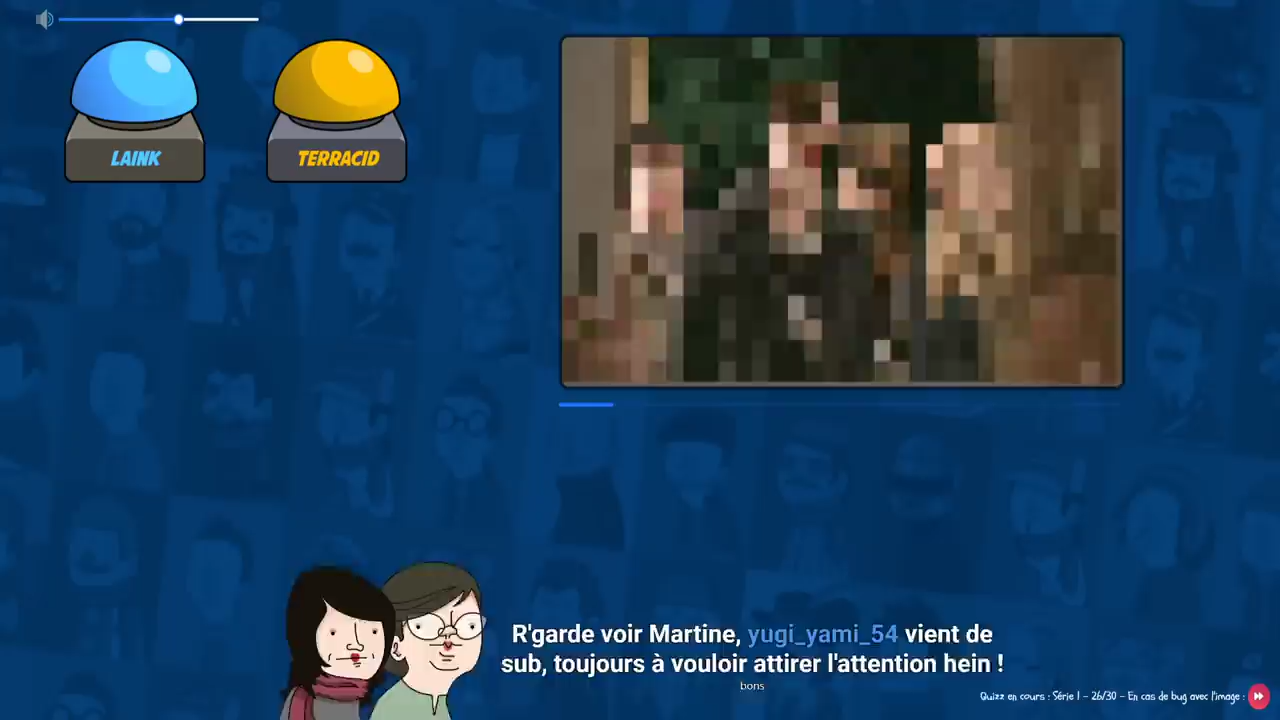 LAINK
TERRACID
R'garde voir Martine, yugi_yami_54 vient de
sub, toujours à vouloir attirer l'attention hein !
bons
Quizz en cours : Série 1 - 26/30 - En cas de bug avec l'image :